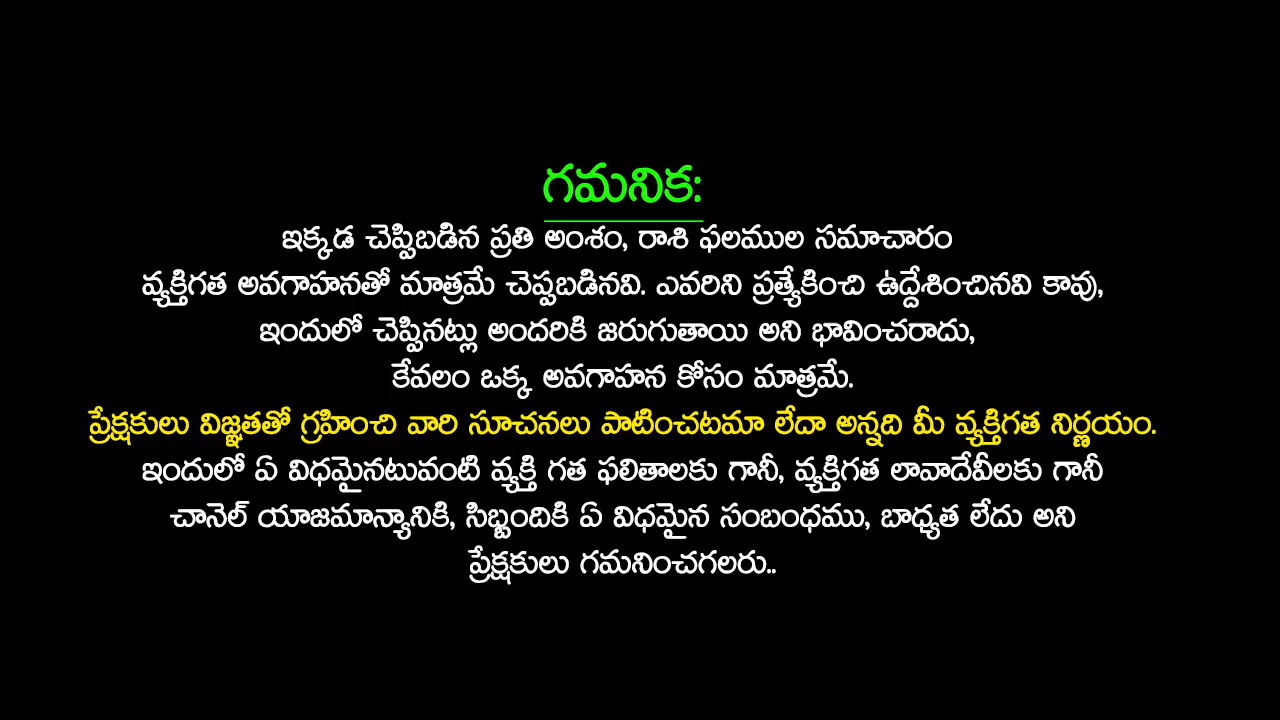 గమనిక:
ఇక్కడ చెప్పిబడిన ప్రతి అంశం, రాశి ఫలముల సమాచారం
వ్యక్తిగత అవగాహనతో మాత్రమే చెప్పబడినవి. ఎవరిని ప్రత్యేకించి ఉద్దేశించినవి కావు,
ఇందులో చెప్పినట్లు అందరికి జరుగుతాయి అని భావించరాదు,
కేవలం ఒక్క అవగాహన కోసం మాత్రమే.
ప్రేక్షకులు విజ్ఞతతో గ్రహించి వారి సూచనలు పాటించటమా లేదా అన్నది మీ వ్యక్తిగత నిర్ణయం.
ఇందులో ఏ విధమైనటువంటి వ్యక్తి గత ఫలితాలకు గానీ, వ్యక్తిగత లావాదేవీలకు గానీ
చానెల్ యాజమాన్యానికి, సిబ్బందికి ఏ విధమైన సంబంధము, బాధ్యత లేదు అని
ప్రేక్షకులు గమనించగలరు..